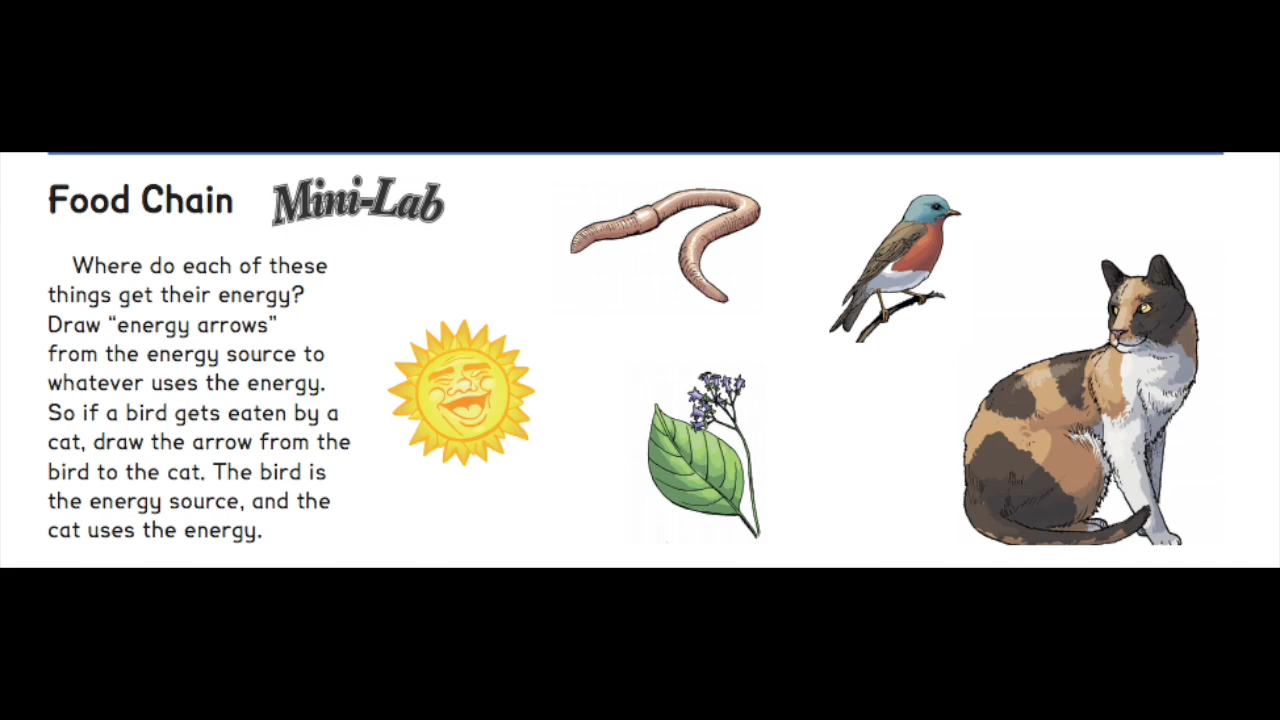 Food Chain Mini-Lab
Where do each of these
things get their energy?
Draw “energy arrows”
from the energy source to
whatever uses the energy.
So if a bird gets eaten by a
cat, draw the arrow from the
bird to the cat. The bird is
the energy source, and the
cat uses the energy.